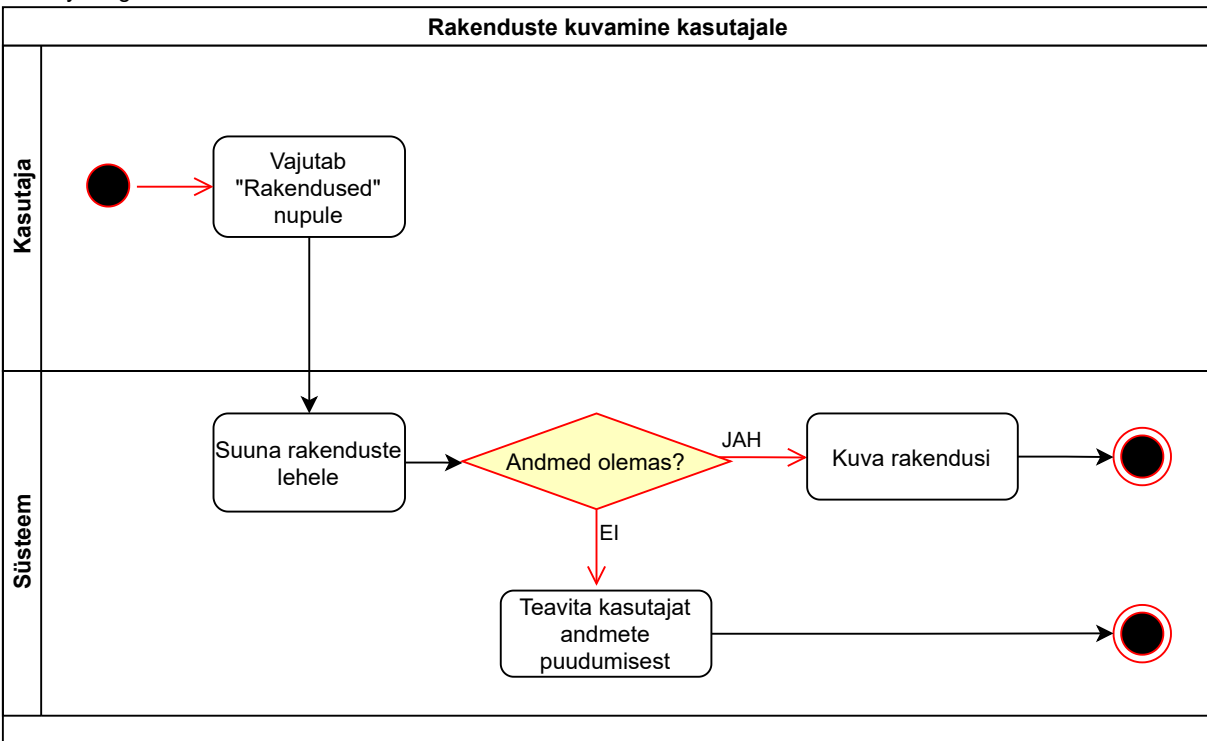 Rakenduste kuvamine kasutajale
Kasutaja
Vajutab
"Rakendused"
nupule
Süsteem
Suuna rakenduste
lehele
Andmed olemas?
JAH
Kuva rakendusi
EI
Teavita kasutajat
andmete
puudumisest